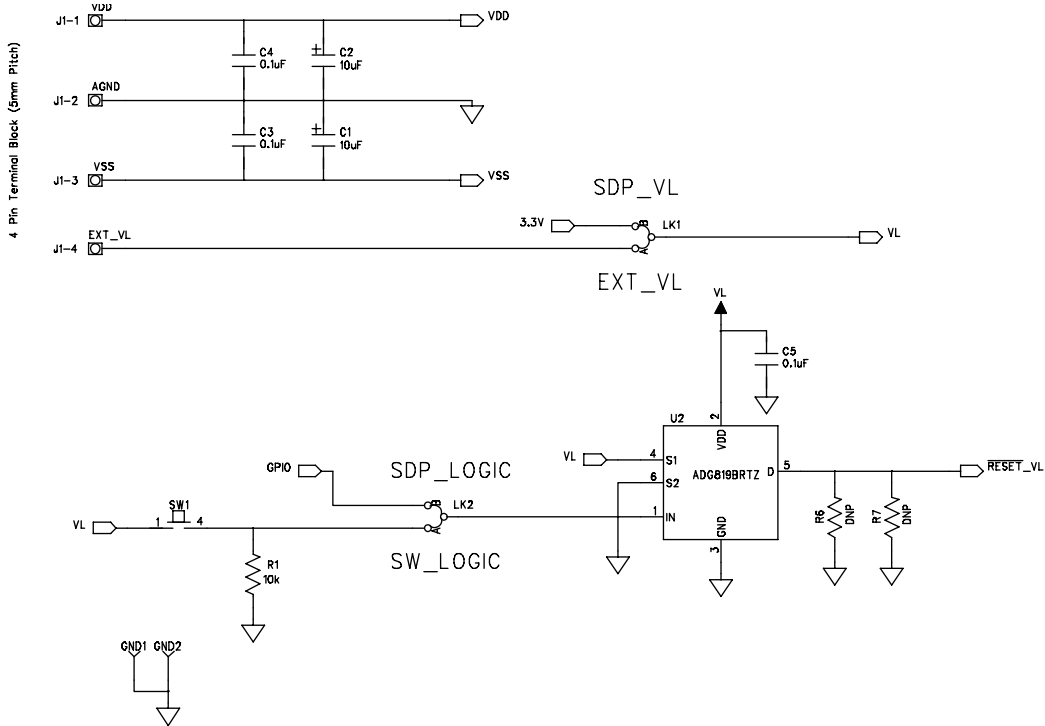 4 Pin Terminal Block (5mm Pitch)
J1-1
VDD
VDD
C4
0.1uF
C2
10uF
J1-2
AGND
C3
0.1uF
C1
10uF
J1-3
VSS
VSS
SDP_VL
3.3V
B
LK1
VL
J1-4
EXT_VL
A
EXT_VL
VL
C5
0.1uF
U2
2
VDD
GPIO
SDP_LOGIC
VL
4
S1
ADG819BRTZ
D
5
RESET_VL
6
S2
B
LK2
1
IN
VL
1
SW1
4
A
GND
3
R6
DNP
R7
DNP
SW_LOGIC
R1
10k
GND1
GND2